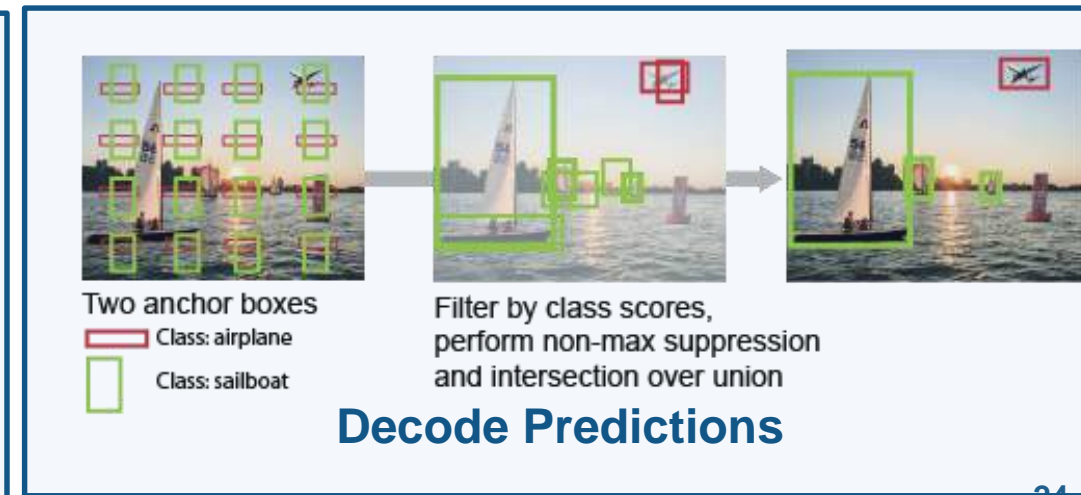 Two anchor boxes
Class: airplane
Class: sailboat
Filter by class scores,
perform non-max suppression
and intersection over union
Decode Predictions